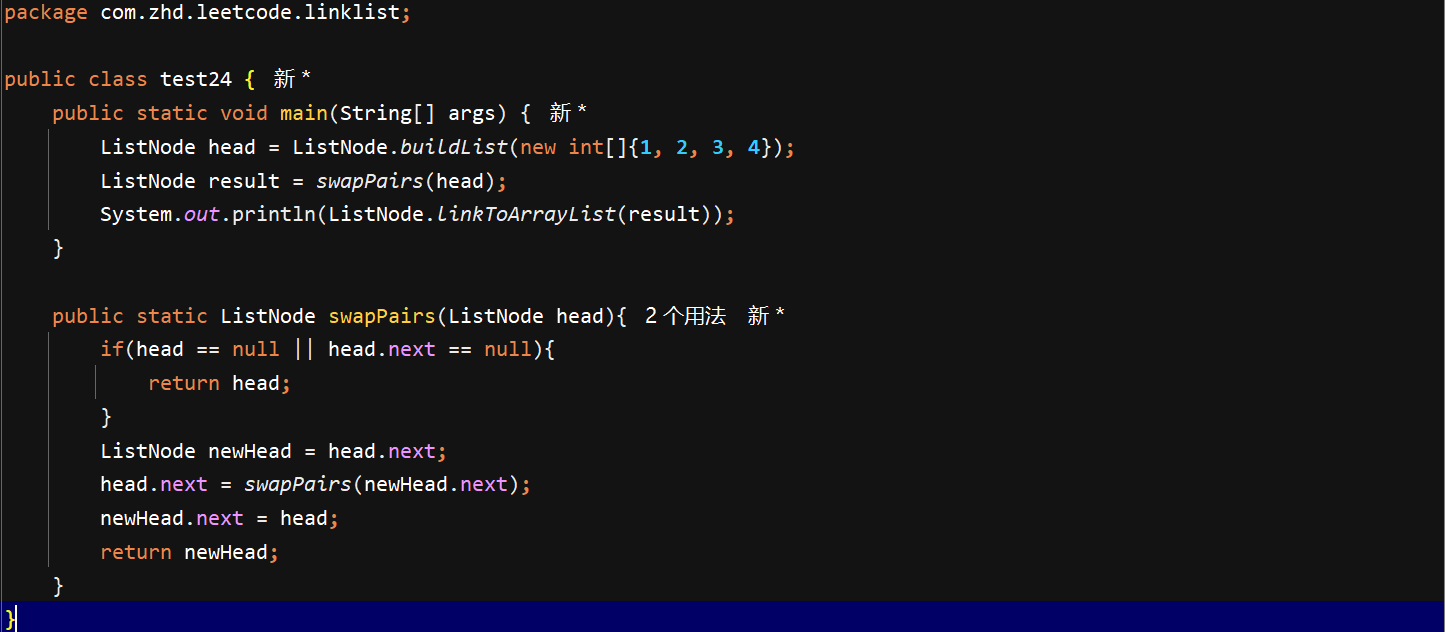 package com.zhd.leetcode.linklist;
public class test24 { 新 *
public static void main(String[] args) { 新 *
ListNode head = ListNode.buildList(new int[]{1, 2, 3, 4});
ListNode result = swapPairs(head);
System.out.println(ListNode.linkToArrayList(result));
}
public static ListNode swapPairs(ListNode head){ 2 个用法 新 *
if(head == null || head.next == null){
return head;
}
ListNode newHead = head.next;
head.next = swapPairs(newHead.next);
newHead.next = head;
return newHead;
}
}